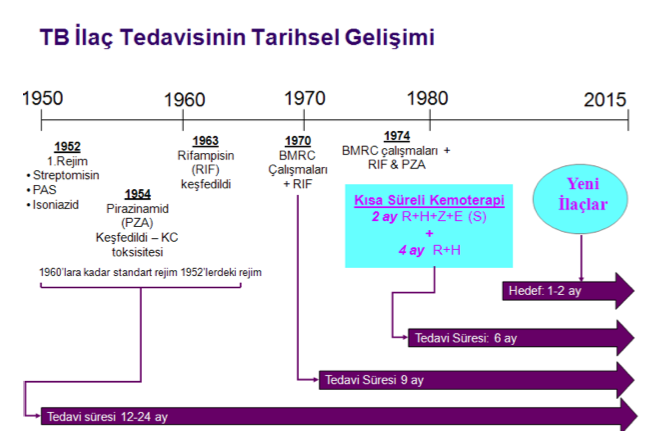 TB İlaç Tedavisinin Tarihsel Gelişimi
1950
1960
1970
1980
2015
1952
1.Rejim
• Streptomisin
• PAS
• Isoniazid
1954
Pirazinamid
(PZA)
Keşfedildi – KC
toksisitesi
1963
Rifampisin
(RIF)
keşfedildi
1970
BMRC
Çalışmaları
+ RIF
1974
BMRC çalışmaları +
RIF & PZA
Kısa Süreli Kemoterapi
2 ay R+H+Z+E (S)
+
4 ay R+H
Yeni
İlaçlar
1960'lara kadar standart rejim 1952'lerdeki rejim
Hedef: 1-2 ay
Tedavi Süresi: 6 ay
Tedavi Süresi 9 ay
Tedavi süresi 12-24 ay